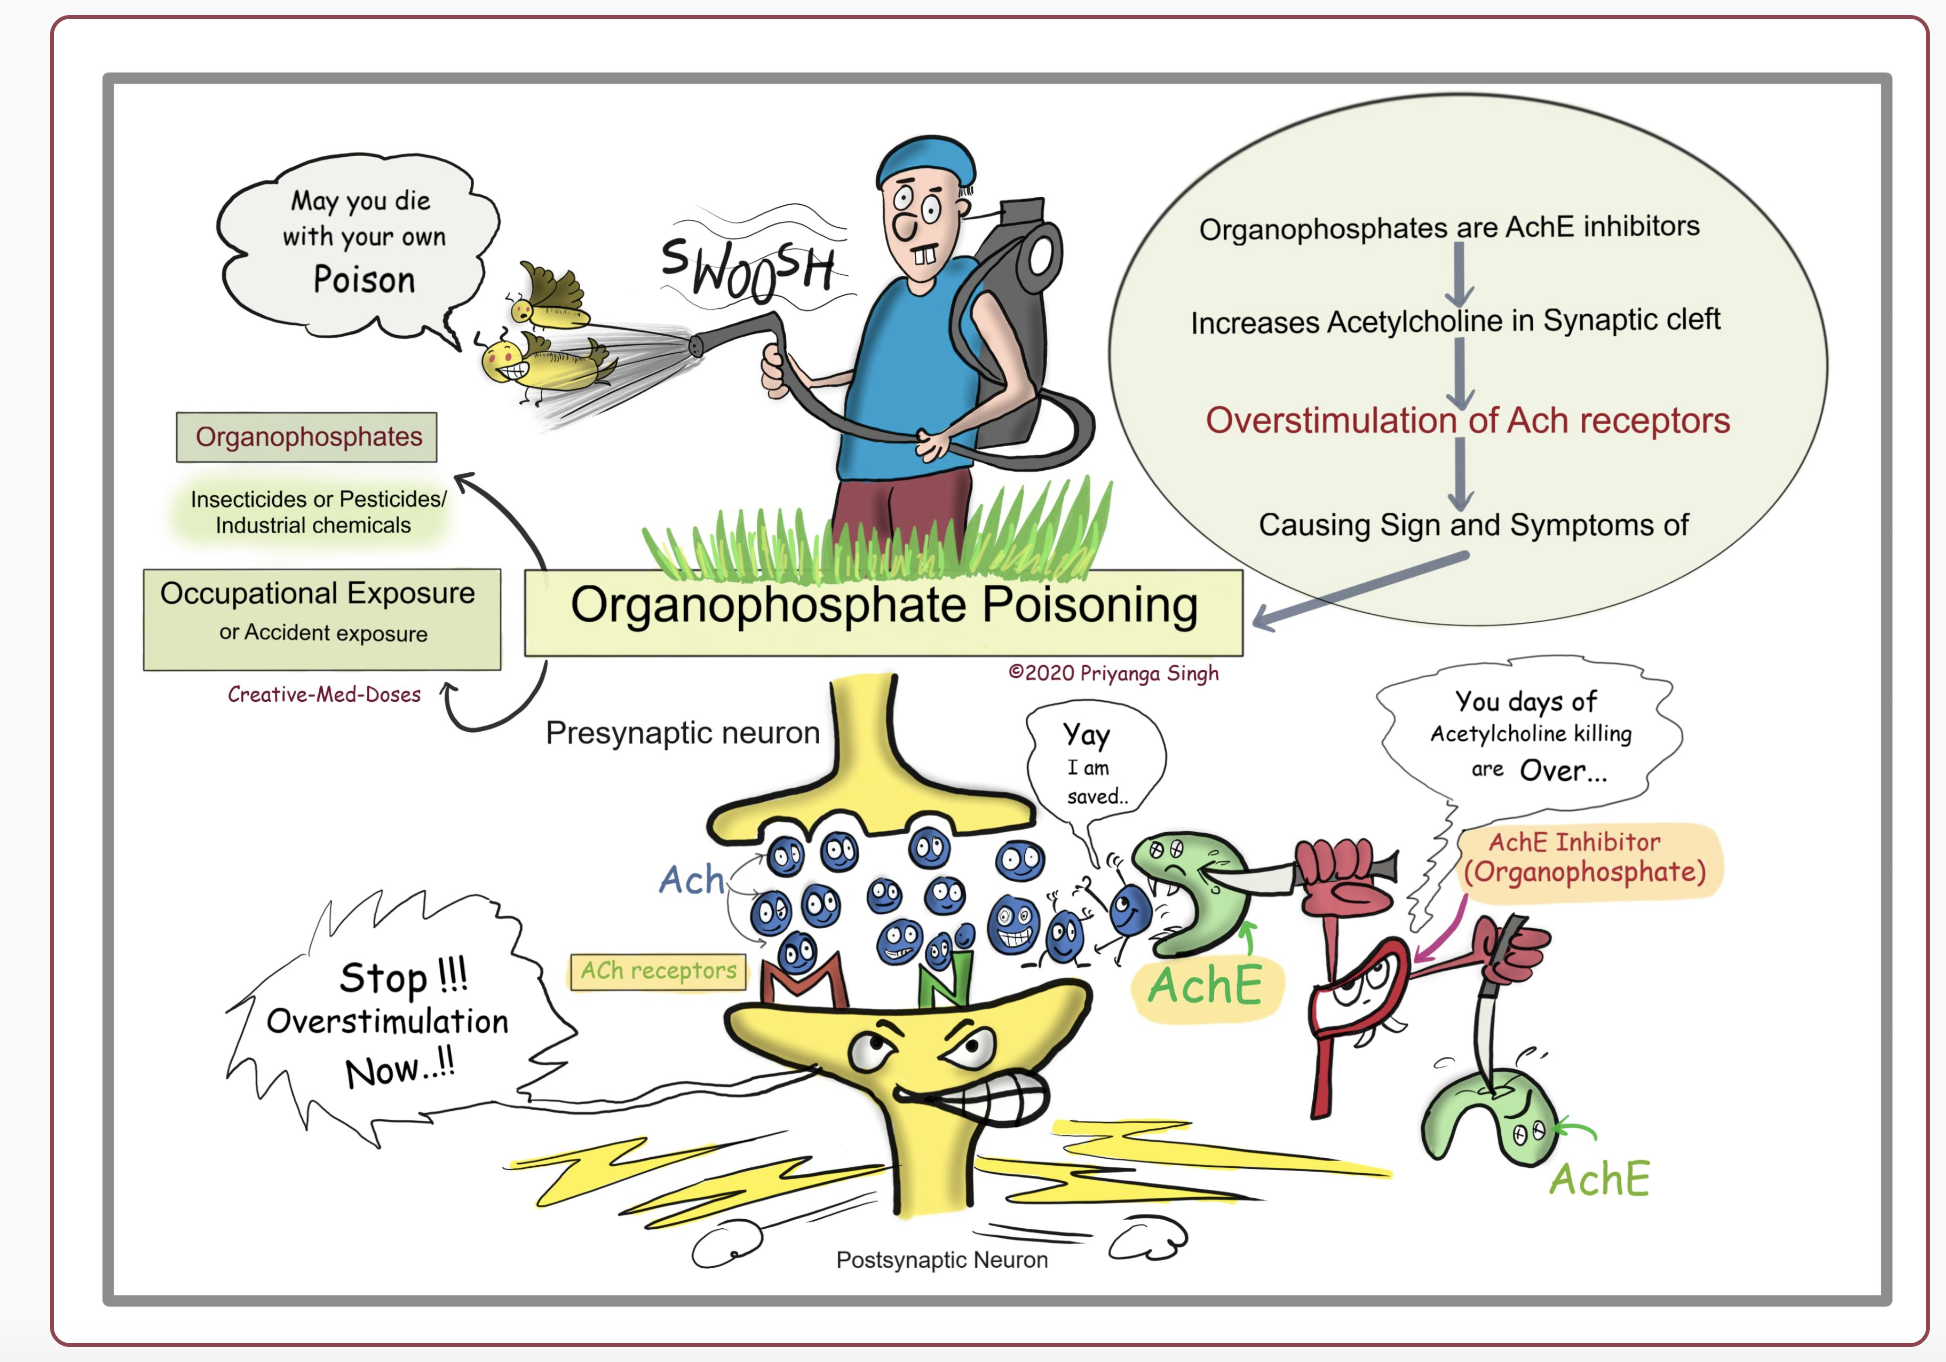 May you die
with your own
Poison
SWOOSH
Organophosphates are AchE inhibitors
Increases Acetylcholine in Synaptic cleft
Overstimulation of Ach receptors
Causing Sign and Symptoms of
Organophosphates
Insecticides or Pesticides/
Industrial chemicals
Occupational Exposure
or Accident exposure
Creative-Med-Doses
Organophosphate Poisoning
©2020 Priyanga Singh
Presynaptic neuron
Yay
I am
saved..
You days of
Acetylcholine killing
are Over...
AchE Inhibitor
(Organophosphate)
Ach
ACh receptors
M
N
AchE
Stop !!!
Overstimulation
Now..!!
AchE
Postsynaptic Neuron